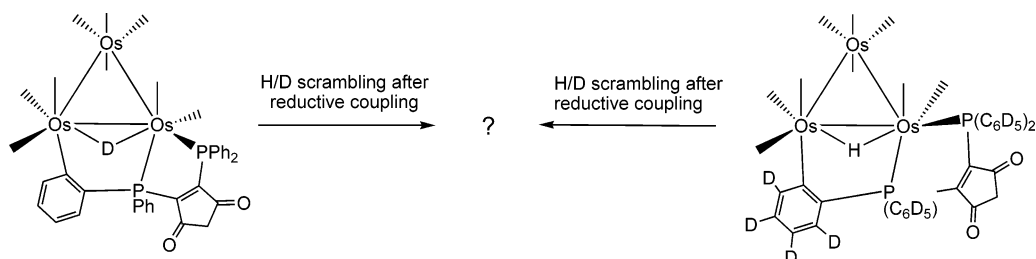 Os
Os
Os
D
PPh2
P
Ph
O
O
H/D scrambling after
reductive coupling
?
H/D scrambling after
reductive coupling
Os
Os
Os
H
P(C6D5)2
P
(C6D5)
O
O
D
D
D
D